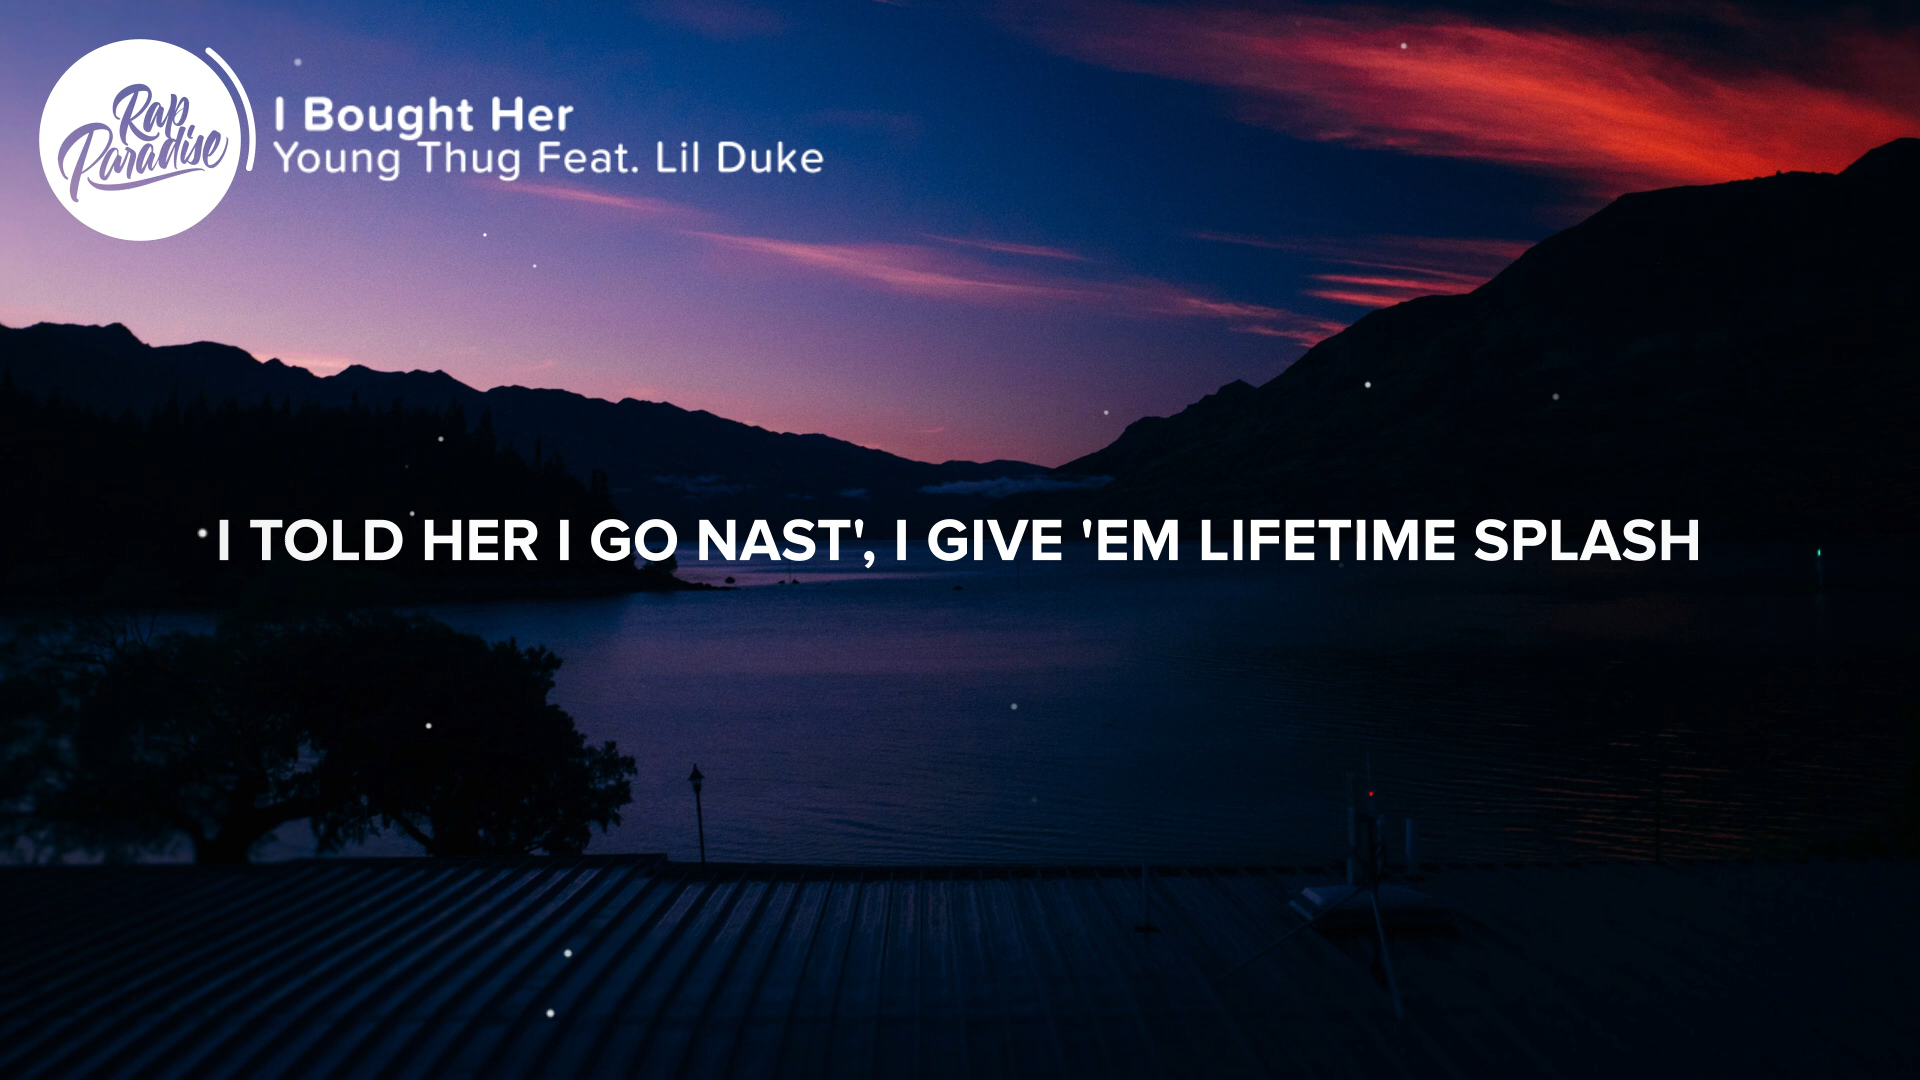 Rap
Paradise
I Bought Her
Young Thug Feat. Lil Duke
I TOLD HER I GO NAST', I GIVE 'EM LIFETIME SPLASH